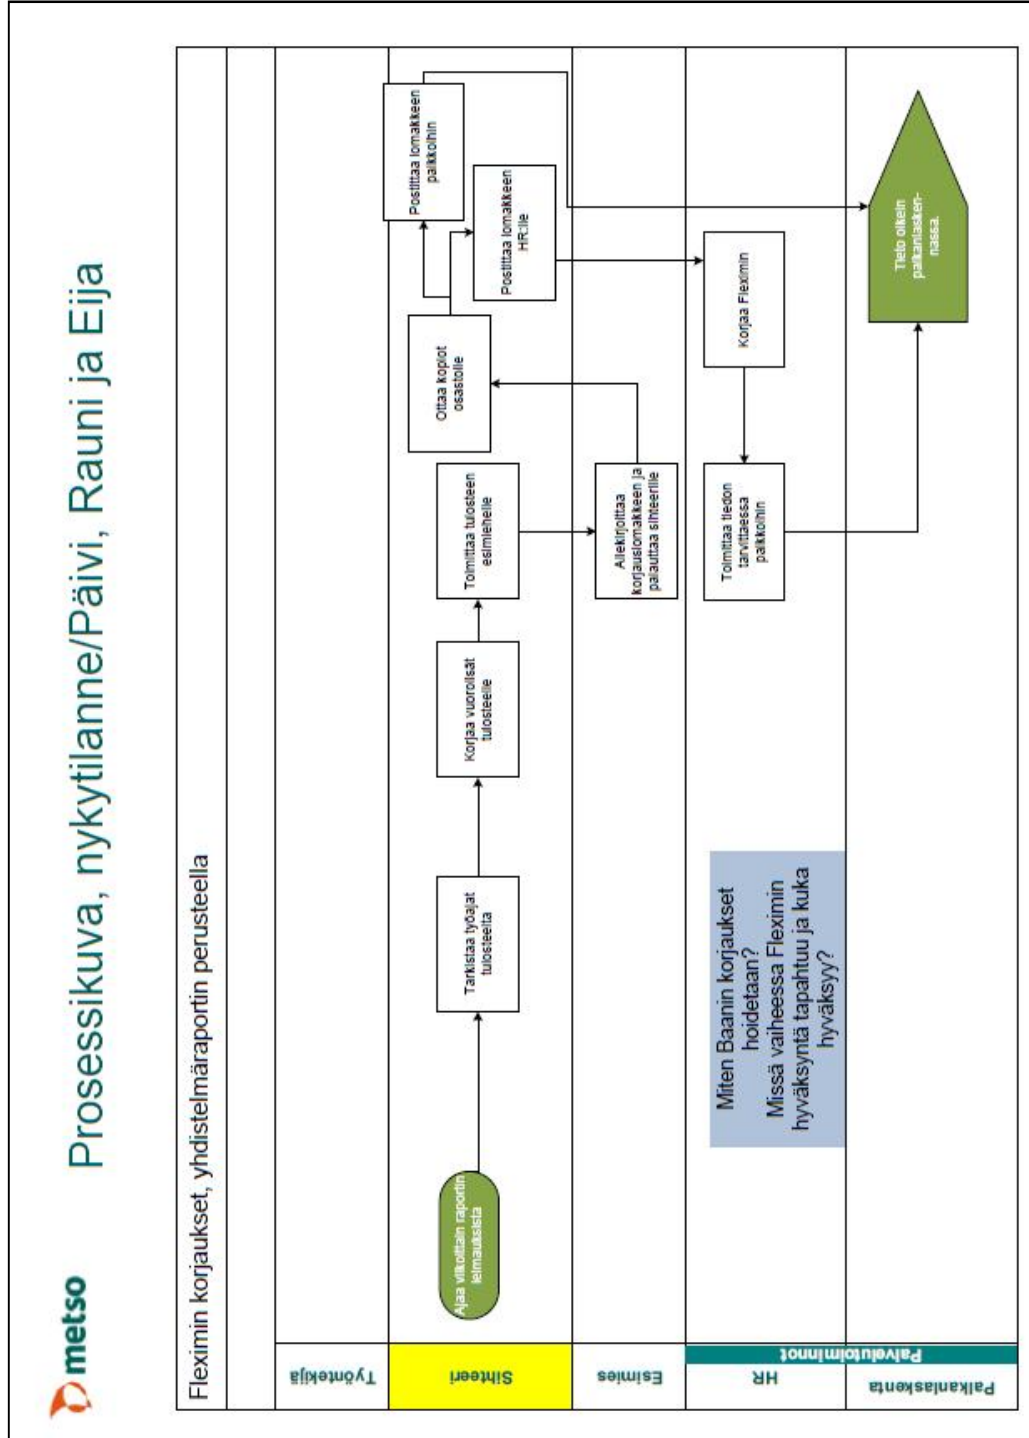 metso
Prosessikuva, nykytilanne/Päivi, Rauni ja Eija
Fleximin korjaukset, yhdistelmäraportin perusteella
Työntekijä
Sihteeri
Ajaa viikoittain raportin
leimauksista
Tarkistaa työajat
tulosteelta
Korjaa vuorolisät
tulosteelle
Toimittaa tulosteen
esimiehelle
Ottaa kopiot
osastolle
Postittaa lomakkeen
palkkoihin
Postittaa lomakkeen
HR:lle
Esimies
Allekirjoittaa
korjauslomakkeen ja
palauttaa sihteerille
Palvelutoiminnot
HR
Miten Baanin korjaukset
hoidetaan?
Missä vaiheessa Fleximin
hyväksyntä tapahtuu ja kuka
hyväksyy?
Toimittaa tiedon
tarvittaessa
palkkoihin
Korjaa Fleximin
Palkanlaskenta
Tieto oikein
palkanlasken-
nassa.